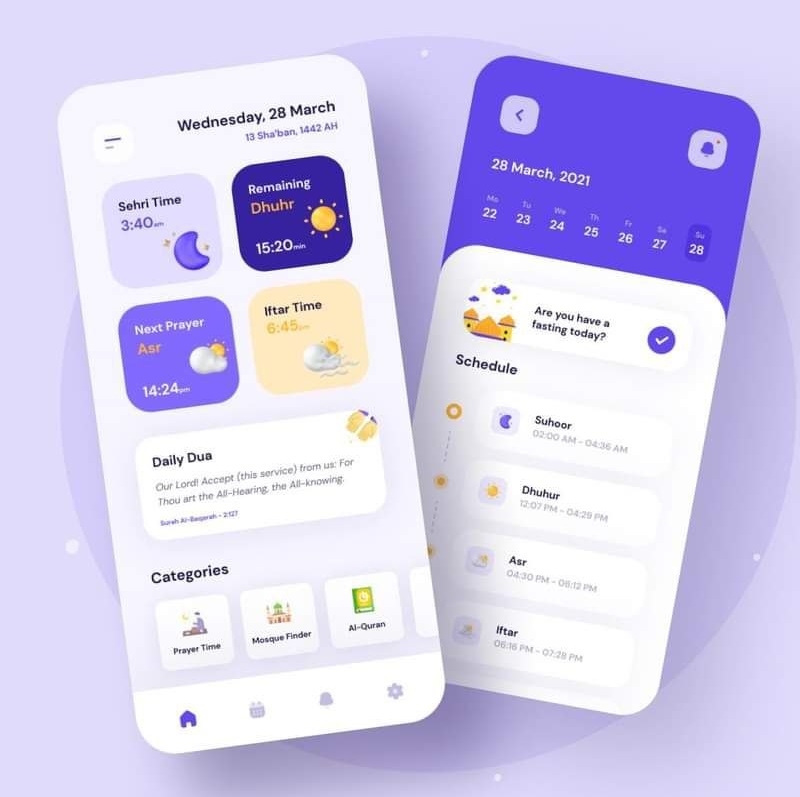 Wednesday, 28 March
13 Sha'ban, 1442 AH
Sehri Time
3:40am
Remaining
Dhuhr
15:20min
Next Prayer
Asr
14:24pm
Iftar Time
6:45pm
Daily Dua
Our Lord! Accept (this service) from us: For
Thou art the All-Hearing, the All-knowing.
Surah Al-Baqarah - 2:127
Categories
Prayer Time
Mosque Finder
Al-Quran
28 March, 2021
Mo Tu We Th Fr Sa Su
22 23 24 25 26 27 28
Are you have a
fasting today?
Schedule
Suhoor
02:00 AM - 04:36 AM
Dhuhur
12:07 PM - 04:29 PM
Asr
04:30 PM - 06:12 PM
Iftar
06:16 PM - 07:28 PM